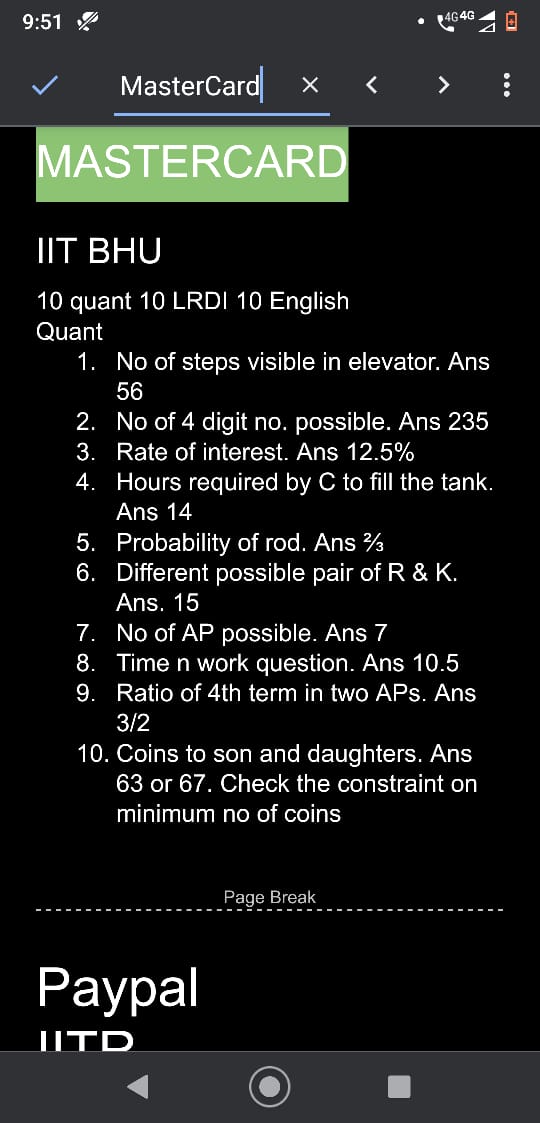 9:51
4G 4G
MasterCard
MASTERCARD
IIT BHU
10 quant 10 LRDI 10 English
Quant
1. No of steps visible in elevator. Ans
56
2. No of 4 digit no. possible. Ans 235
3. Rate of interest. Ans 12.5%
4. Hours required by C to fill the tank.
Ans 14
5. Probability of rod. Ans ⅔
6. Different possible pair of R & K.
Ans. 15
7. No of AP possible. Ans 7
8. Time n work question. Ans 10.5
9. Ratio of 4th term in two APs. Ans
3/2
10. Coins to son and daughters. Ans
63 or 67. Check the constraint on
minimum no of coins
Page Break
Paypal